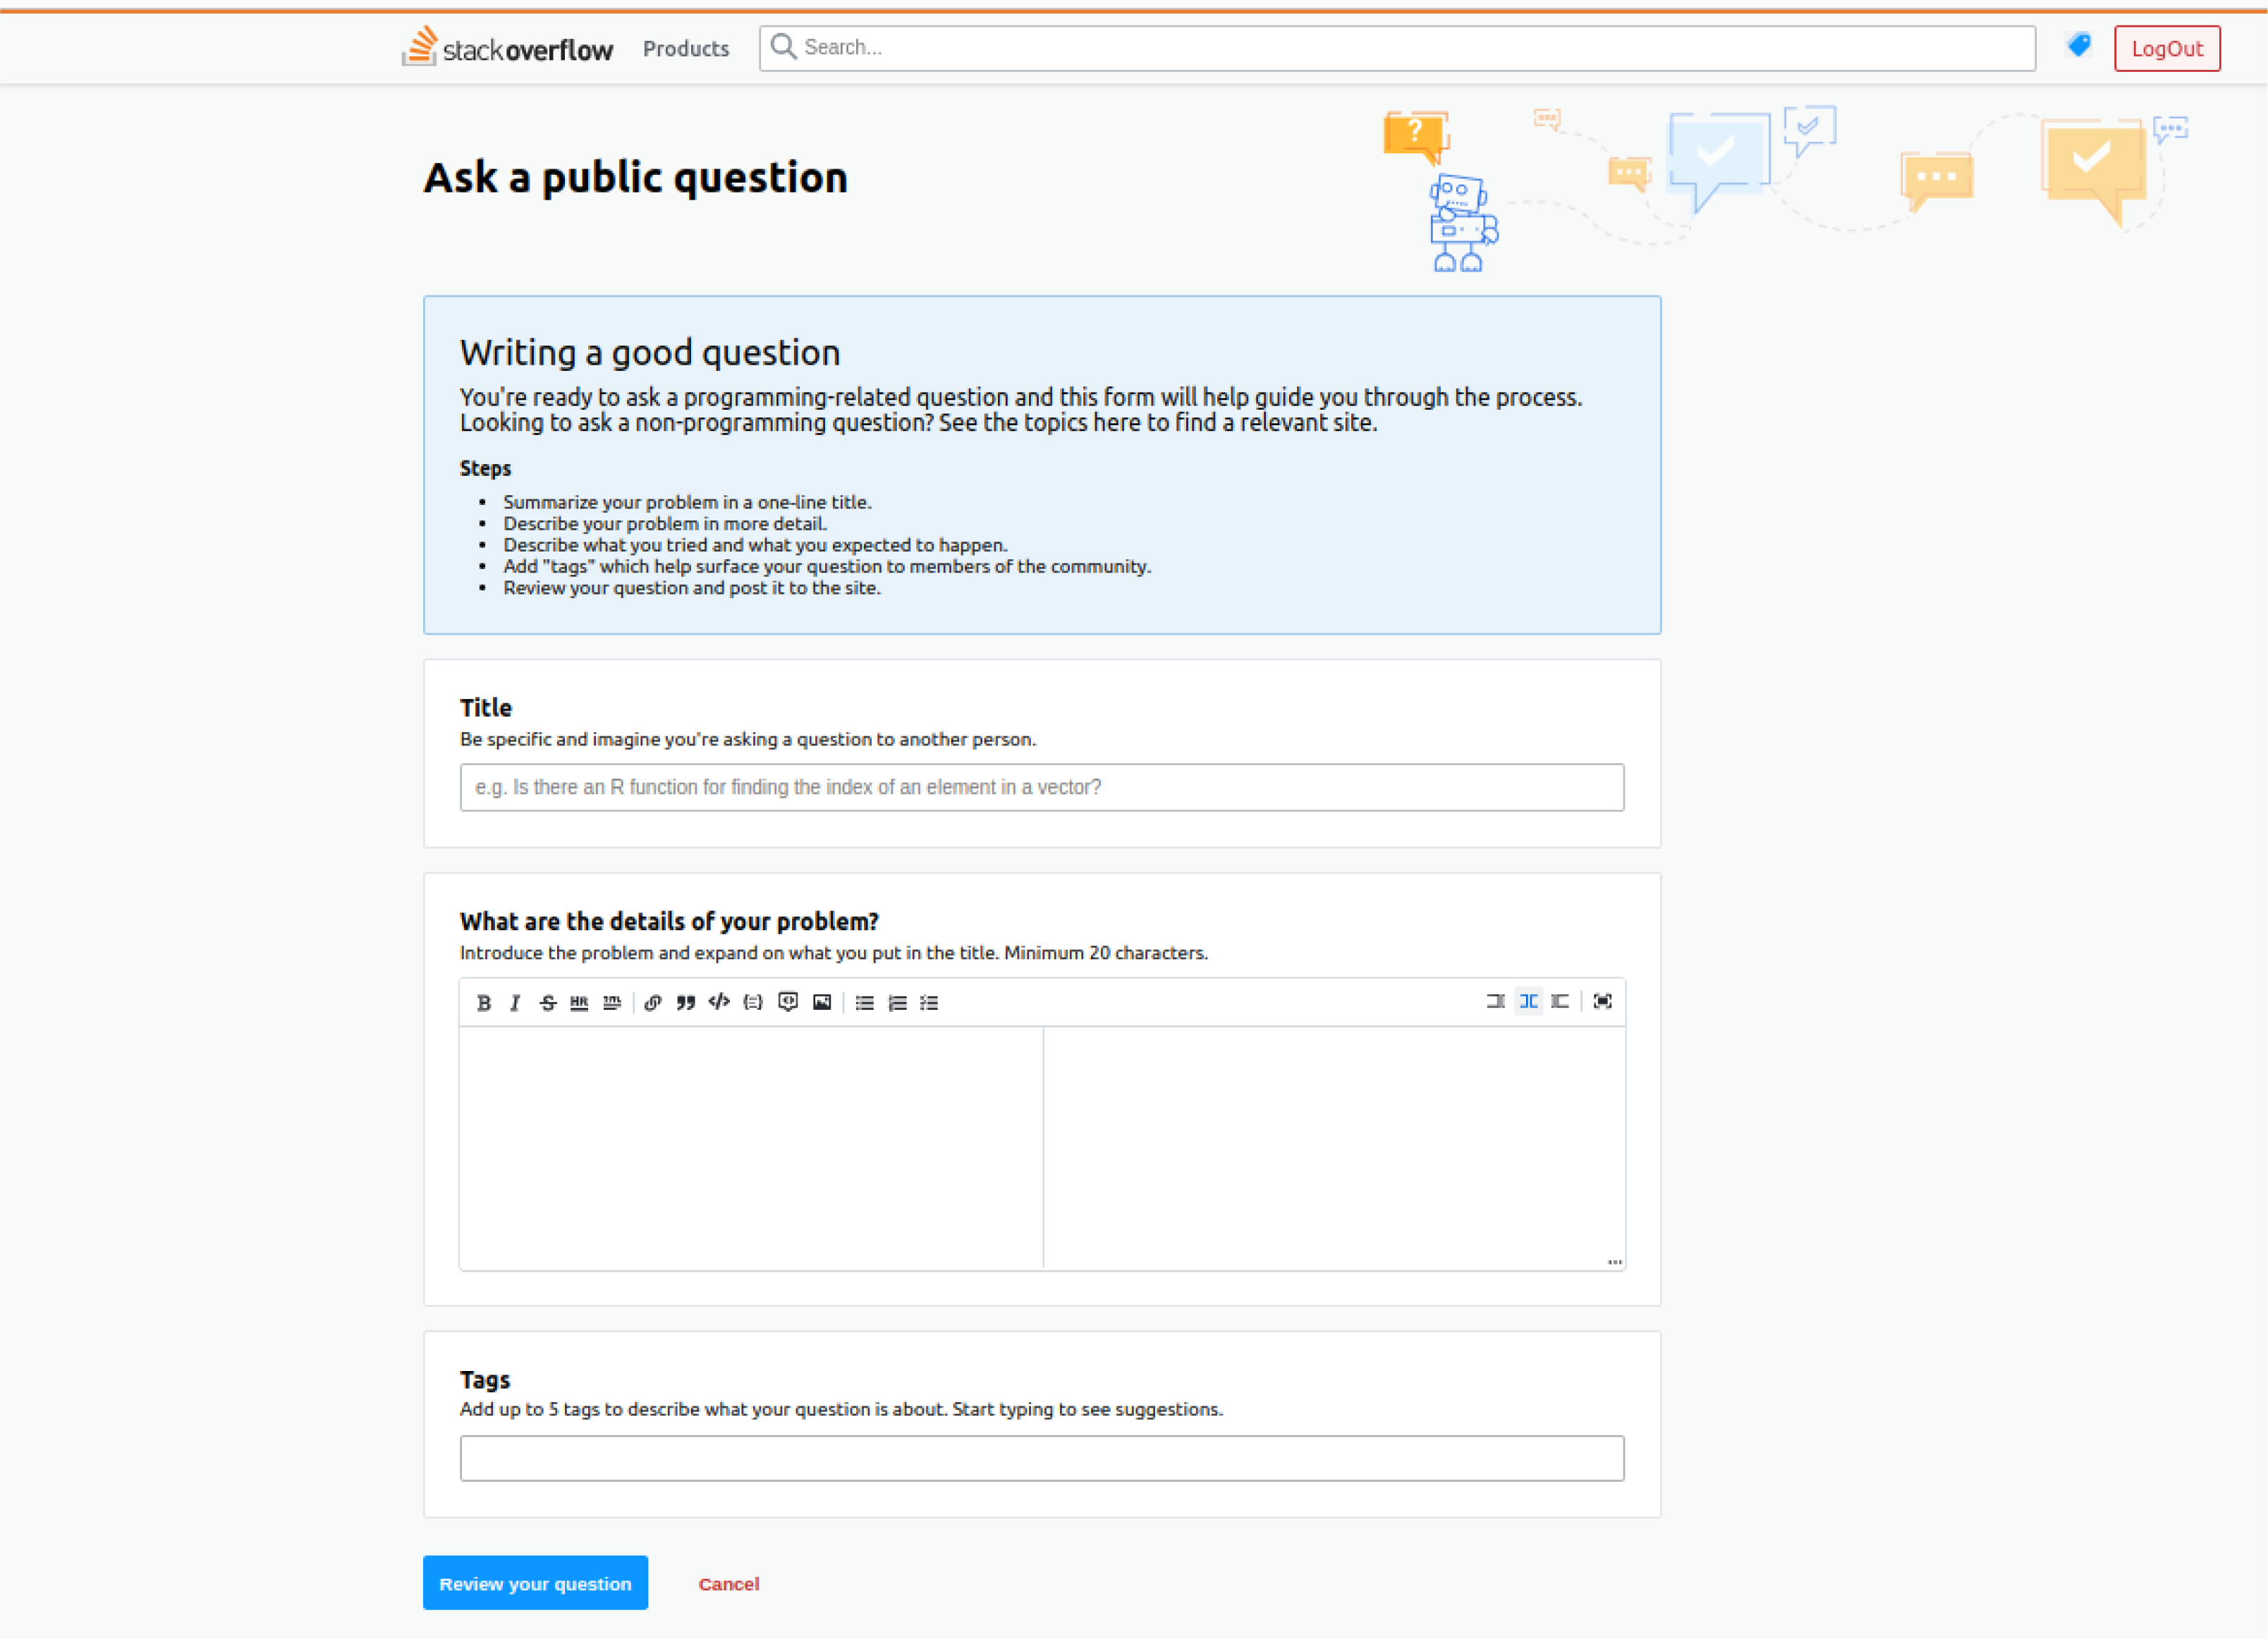 stackoverflow Products Search... LogOut
?
Ask a public question
Writing a good question
You're ready to ask a programming-related question and this form will help guide you through the process.
Looking to ask a non-programming question? See the topics here to find a relevant site.
Steps
• Summarize your problem in a one-line title.
• Describe your problem in more detail.
• Describe what you tried and what you expected to happen.
• Add "tags" which help surface your question to members of the community.
• Review your question and post it to the site.
Title
Be specific and imagine you're asking a question to another person.
e.g. Is there an R function for finding the index of an element in a vector?
What are the details of your problem?
Introduce the problem and expand on what you put in the title. Minimum 20 characters.
B I S HR
Tags
Add up to 5 tags to describe what your question is about. Start typing to see suggestions.
Review your question Cancel